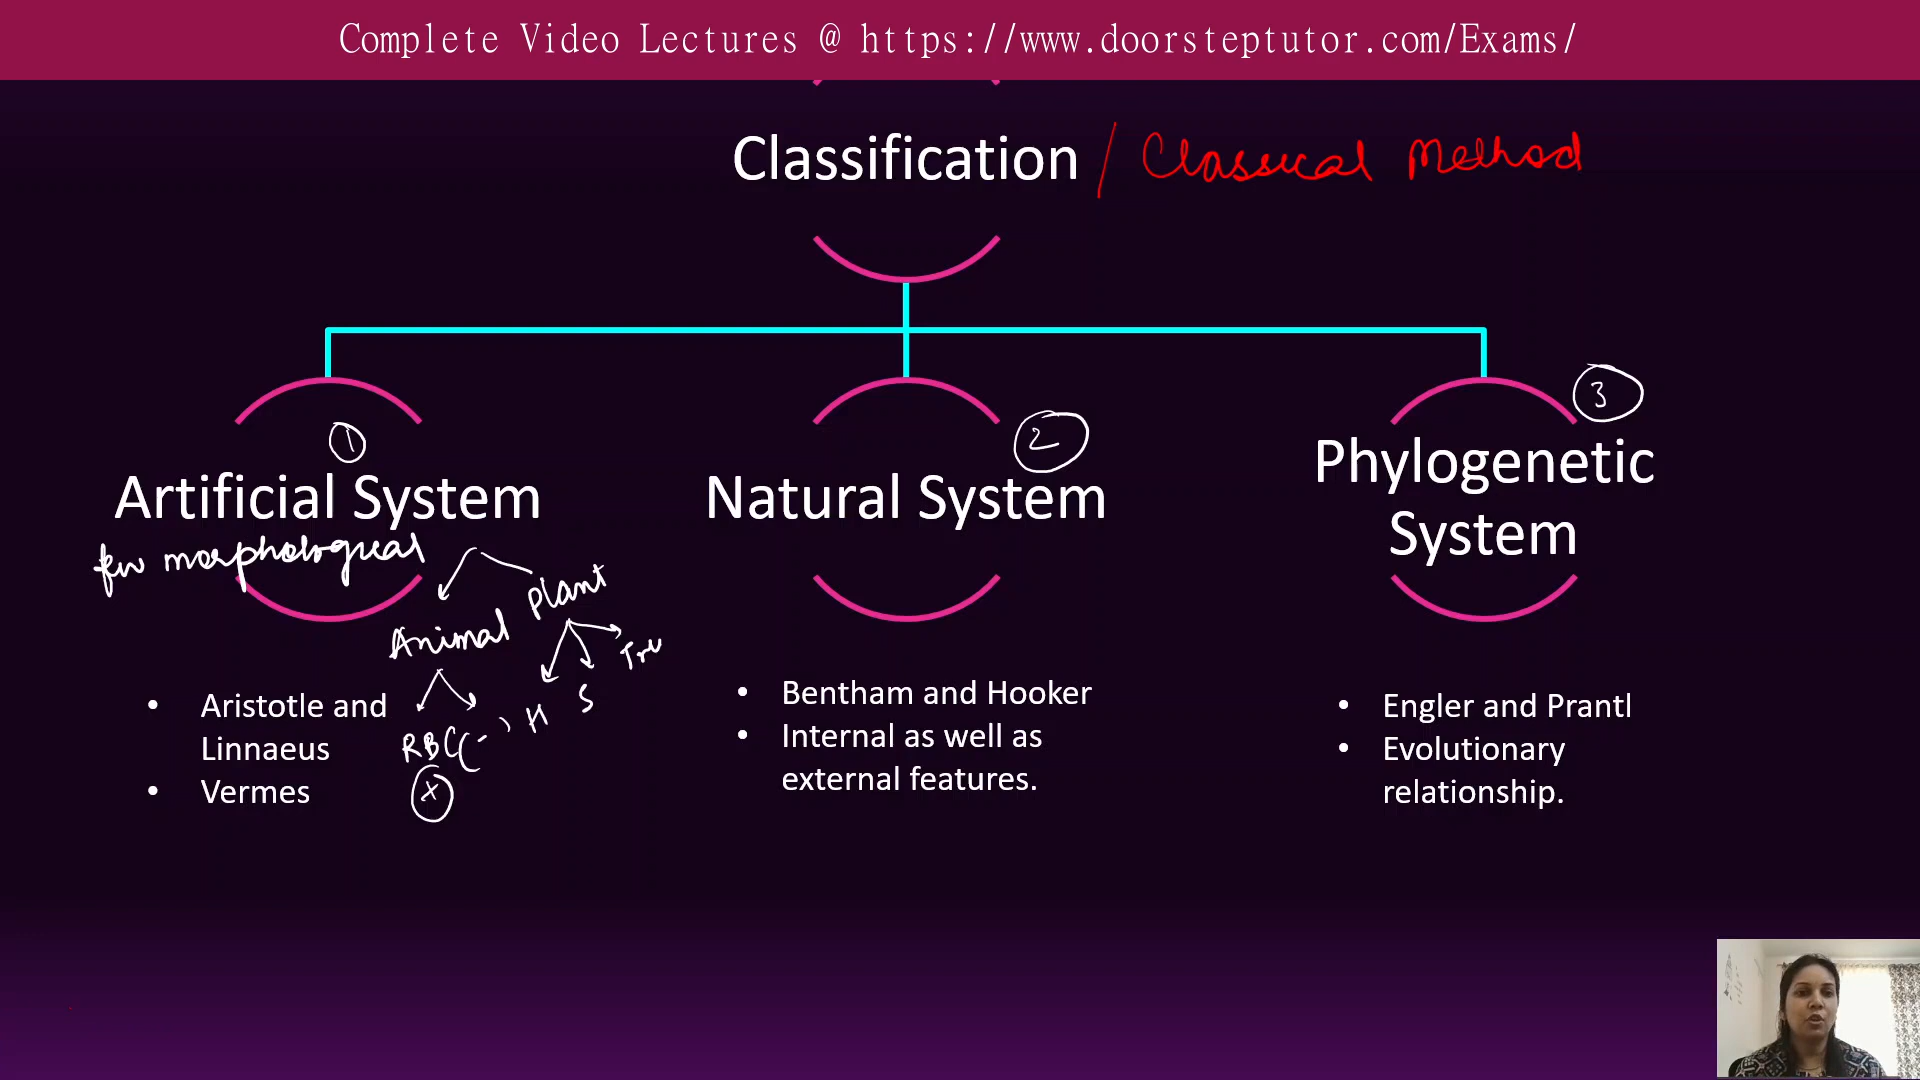 Complete Video Lectures @ https://www.doorsteptutor.com/Exams/
Classification / Classical Method
1
2
3
Artificial System
few morphological
Animal
Plant
RBC (- )
H
S
Tree
X
Aristotle and
Linnaeus
Vermes
Natural System
Bentham and Hooker
Internal as well as
external features.
Phylogenetic
System
Engler and Prantl
Evolutionary
relationship.